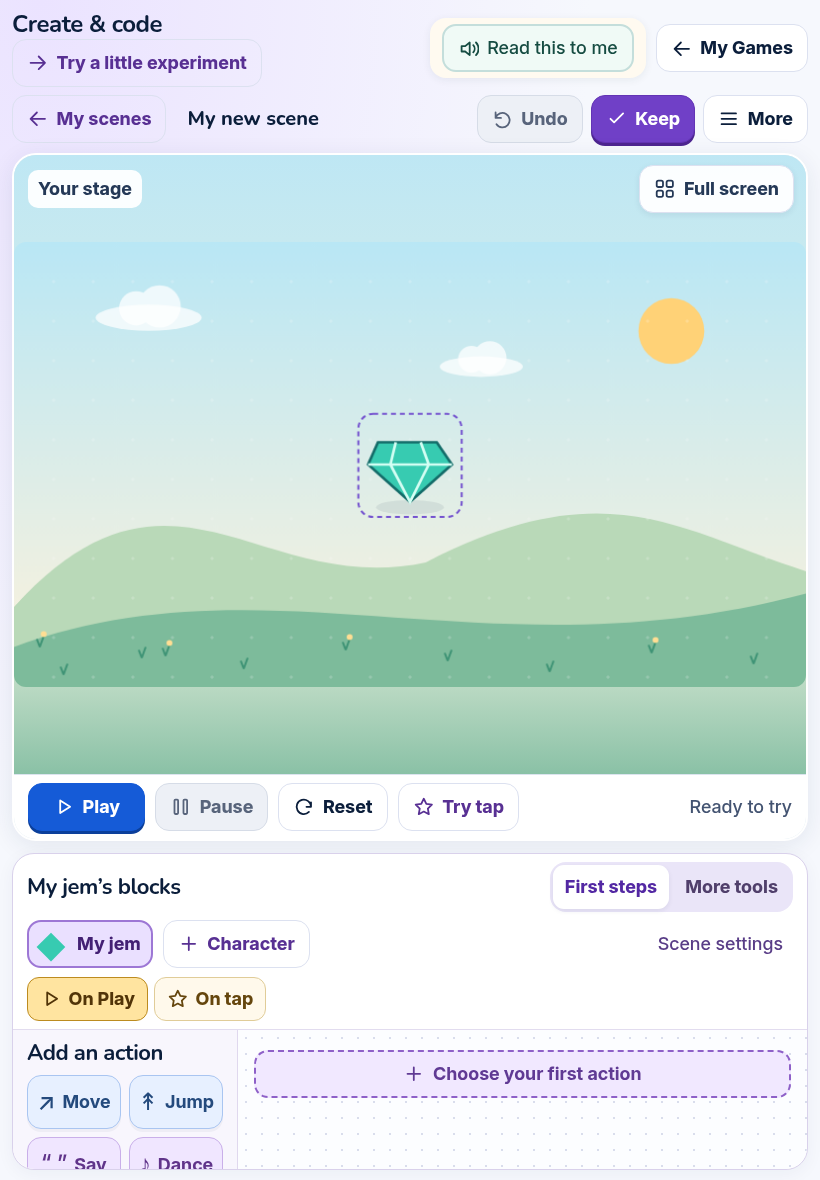 Create & code
Try a little experiment
Read this to me
My Games
My scenes
My new scene
Undo
Keep
More
Your stage
Full screen
Play
Pause
Reset
Try tap
Ready to try
My jem’s blocks
First steps
More tools
My jem
Character
Scene settings
On Play
On tap
Add an action
Choose your first action
Move
Jump
Say
Dance